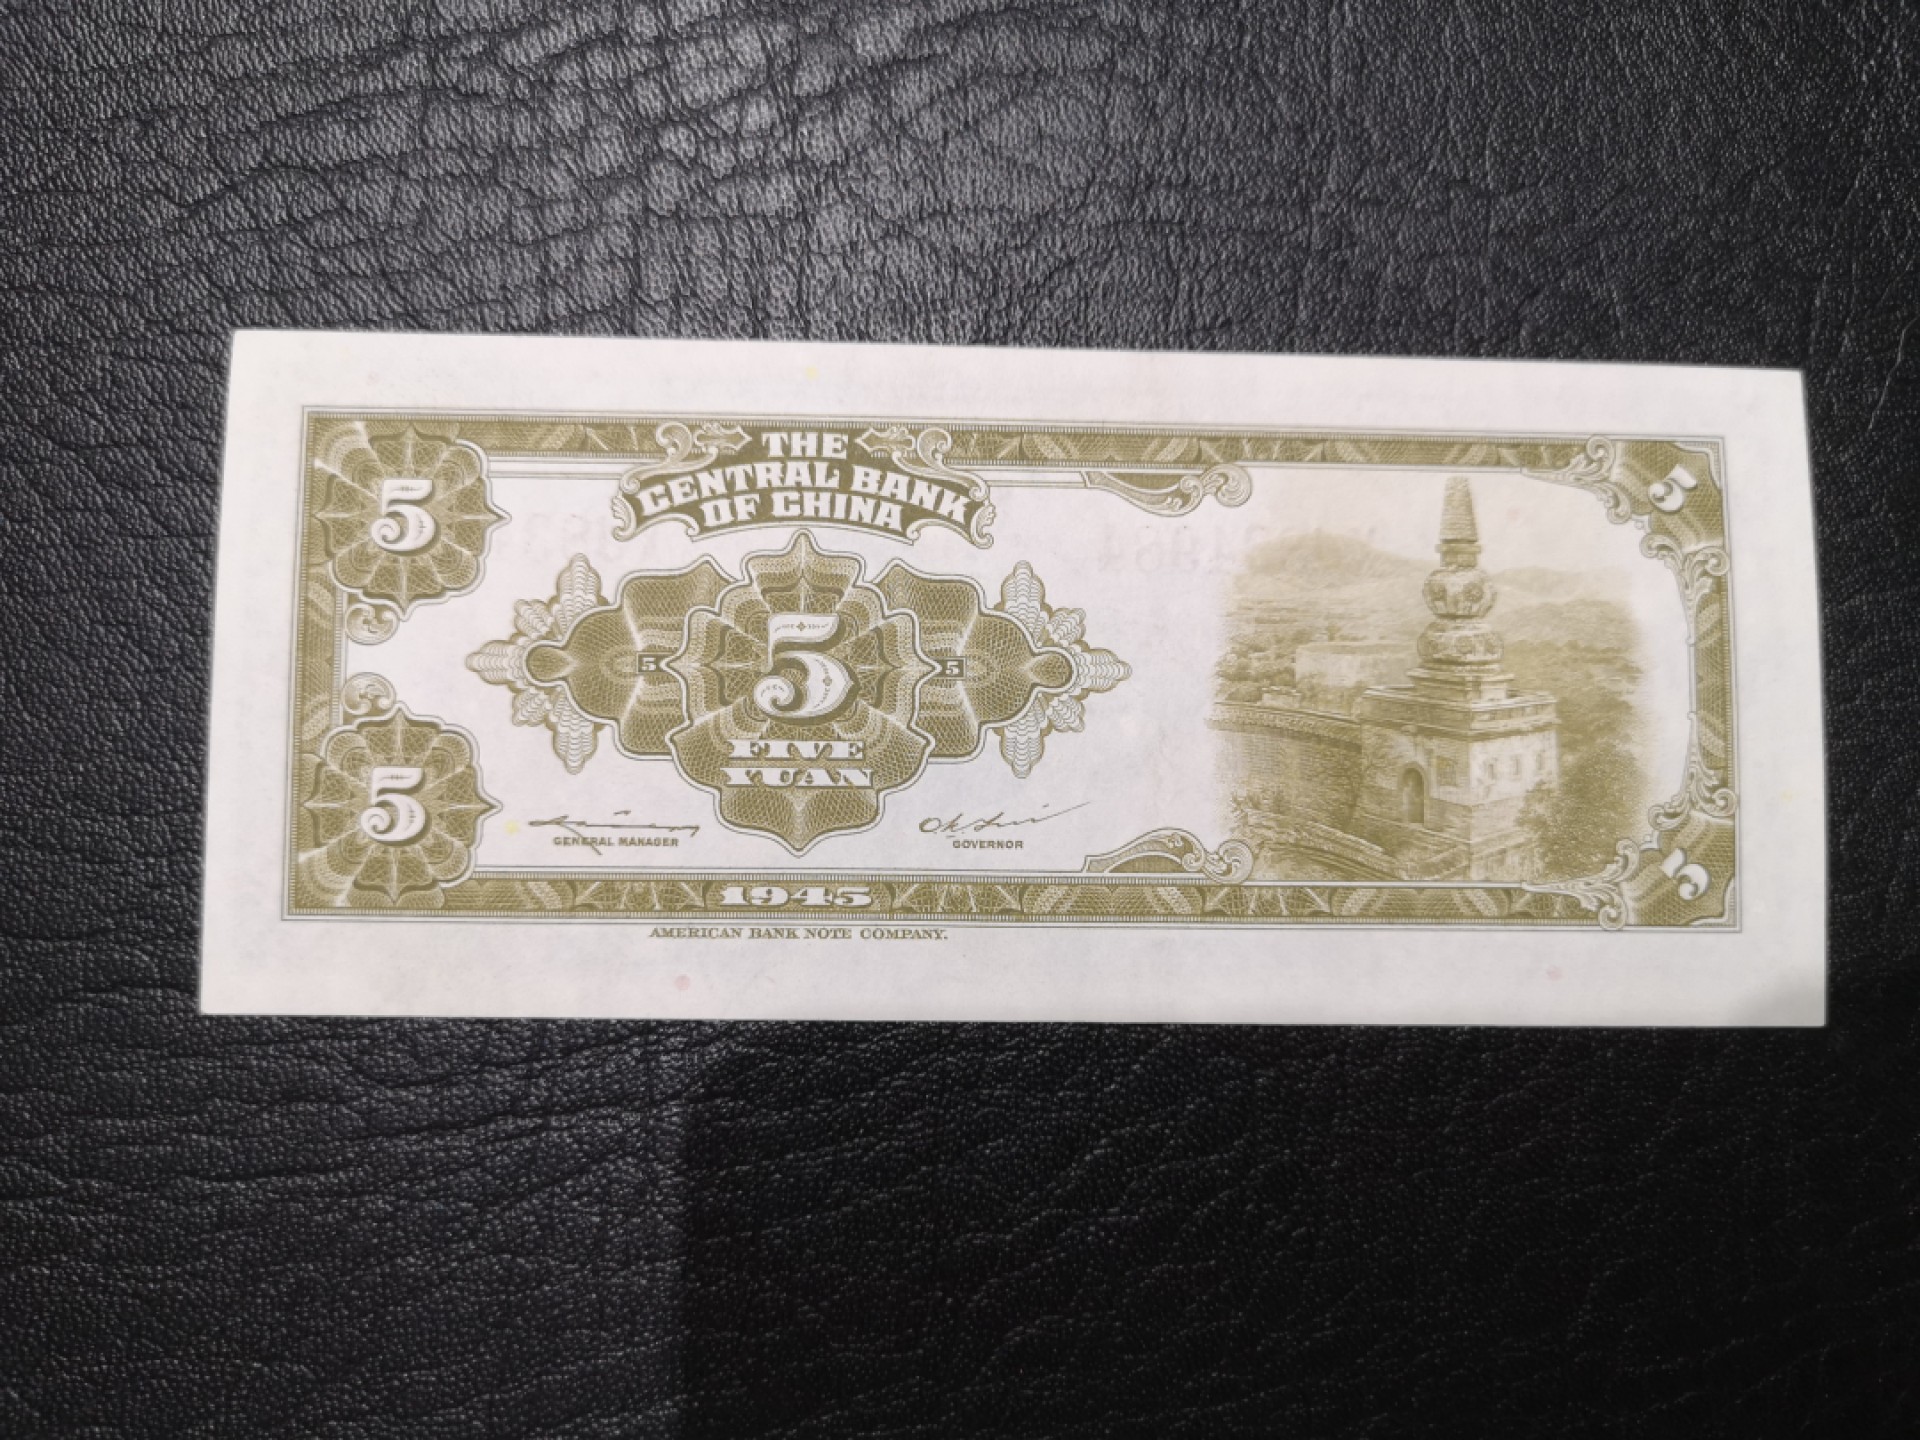 THE
CENTRAL BANK
OF CHINA
5
5
5
5
5
FIVE
YUAN
5
5
GENERAL MANAGER
GOVERNOR
1945
AMERICAN BANK NOTE COMPANY.